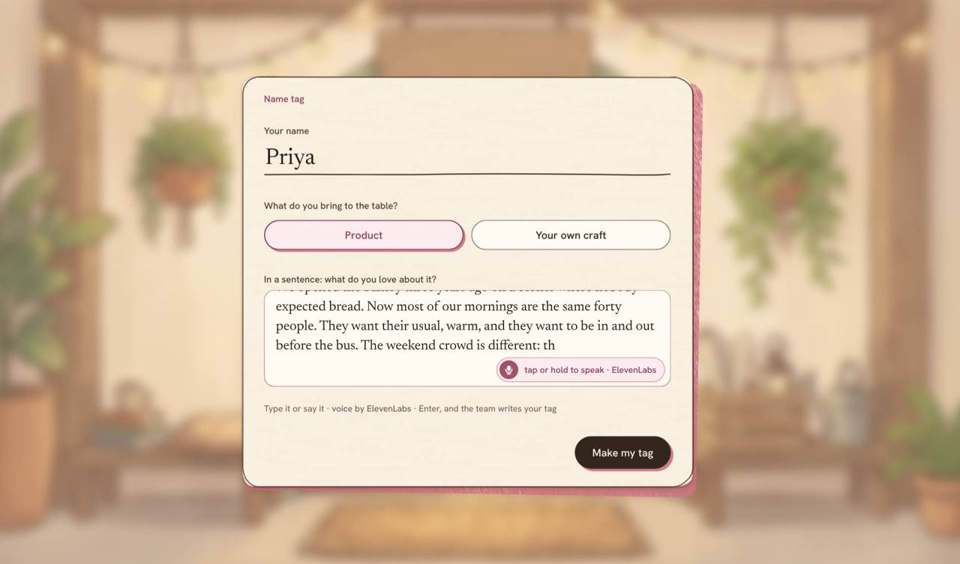 Name tag
Your name
Priya
What do you bring to the table?
Product
Your own craft
In a sentence: what do you love about it?
expected bread. Now most of our mornings are the same forty
people. They want their usual, warm, and they want to be in and out
before the bus. The weekend crowd is different: th
tap or hold to speak · ElevenLabs
Type it or say it · voice by ElevenLabs · Enter, and the team writes your tag
Make my tag